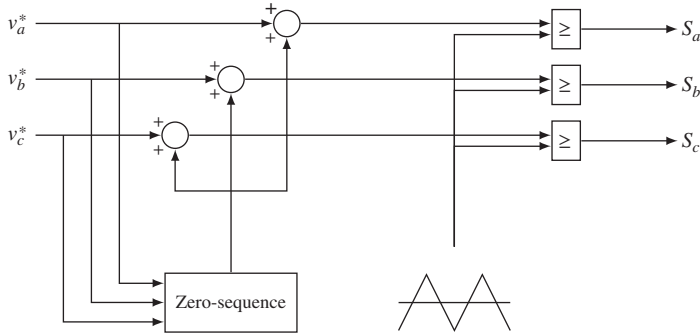 v*a + + ≥ Sa
v*b + + ≥ Sb
v*c + + ≥ Sc
Zero-sequence